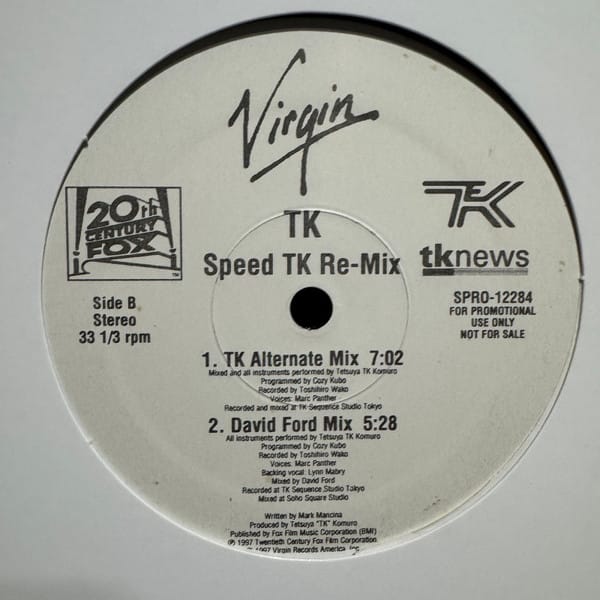 Virgin
20th
CENTURY
FOX
TM
TEK
tknews
TK
Speed TK Re-Mix
Side B
Stereo
33 1/3 rpm
SPRO-12284
FOR PROMOTIONAL
USE ONLY
NOT FOR SALE
1. TK Alternate Mix 7:02
Mixed and all instruments performed by Tetsuya TK Komuro
Programmed by Cozy Kubo
Recorded by Toshihiro Wako
Voices: Marc Panther
Recorded and mixed at TK Sequence Studio Tokyo
2. David Ford Mix 5:28
All instruments performed by Tetsuya TK Komuro
Programmed by Cozy Kubo
Recorded by Toshihiro Wako
Voices: Marc Panther
Backing vocal: Lynn Mabry
Mixed by David Ford
Recorded at TK Sequence Studio Tokyo
Mixed at Soho Square Studio
Written by Mark Mancina
Produced by Tetsuya "TK" Komuro
Published by Fox Film Music Corporation (BMI)
℗ 1997 Twentieth Century Fox Film Corporation
© 1997 Virgin Records America, Inc.